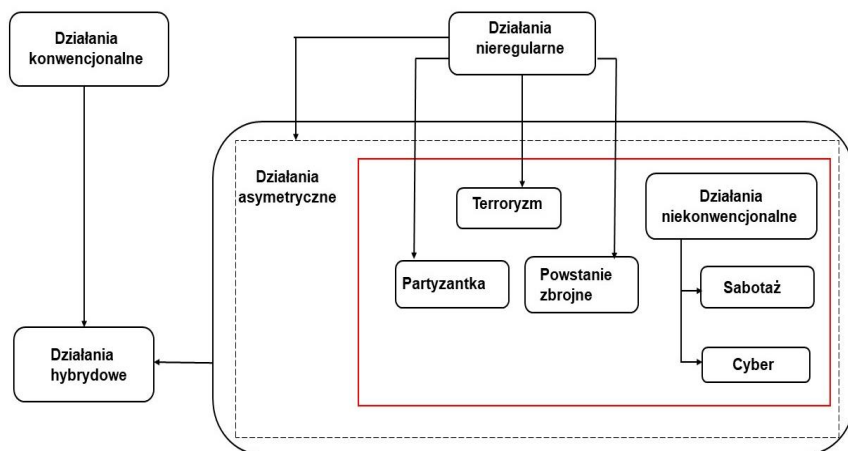 Działania
konwencjonalne
Działania
nieregularne
Działania
asymetryczne
Terroryzm
Działania
niekonwencjonalne
Partyzantka
Powstanie
zbrojne
Sabotaż
Działania
hybrydowe
Cyber